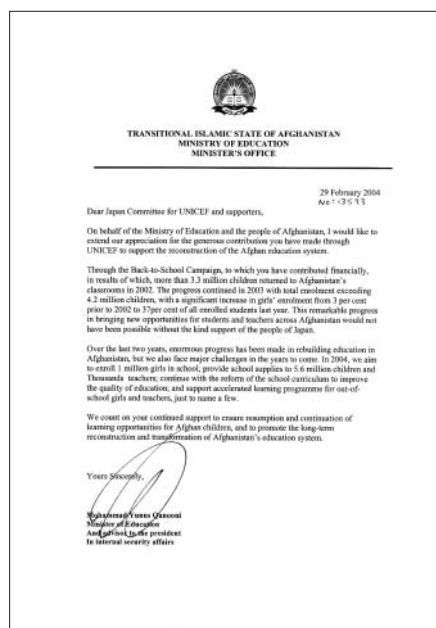 TRANSITIONAL ISLAMIC STATE OF AFGHANISTAN
MINISTRY OF EDUCATION
MINISTER'S OFFICE
29 February 2004
Dear Japan Committee for UNICEF and supporters,
On behalf of the Ministry of Education and the people of Afghanistan, I would like to
extend our appreciation for the generous contribution you have made through
UNICEF to support the reconstruction of the Afghan education system.
Through the Back-to-School Campaign, to which you have contributed financially,
in results of which, more than 3.3 million children returned to Afghanistan's
classrooms in 2002. The progress continued in 2003 with total enrolment exceeding
4.2 million children, with a significant increase in girls' enrolment from 3 per cent
prior to 2002 to 37per cent of all enrolled students last year. This remarkable progress
in bringing new opportunities for students and teachers across Afghanistan would not
have been possible without the kind support of the people of Japan.
Over the last two years, enormous progress has been made in rebuilding education in
Afghanistan, but we also face major challenges in the years to come. In 2004, we aim
to enroll 1 million girls in school; provide school supplies to 5.6 million children and
Thousands teachers; continue with the reform of the school curriculum to improve
the quality of education; and support accelerated learning programme for out-of-
school girls and teachers, just to name a few.
We count on your continued support to ensure resumption and continuation of
learning opportunities for Afghan children, and to promote the long-term
reconstruction and transformation of Afghanistan's education system.
Yours Sincerely,
Mohammad Yunus Qanooni
Minister of Education
And advisor to the president
In internal security affairs